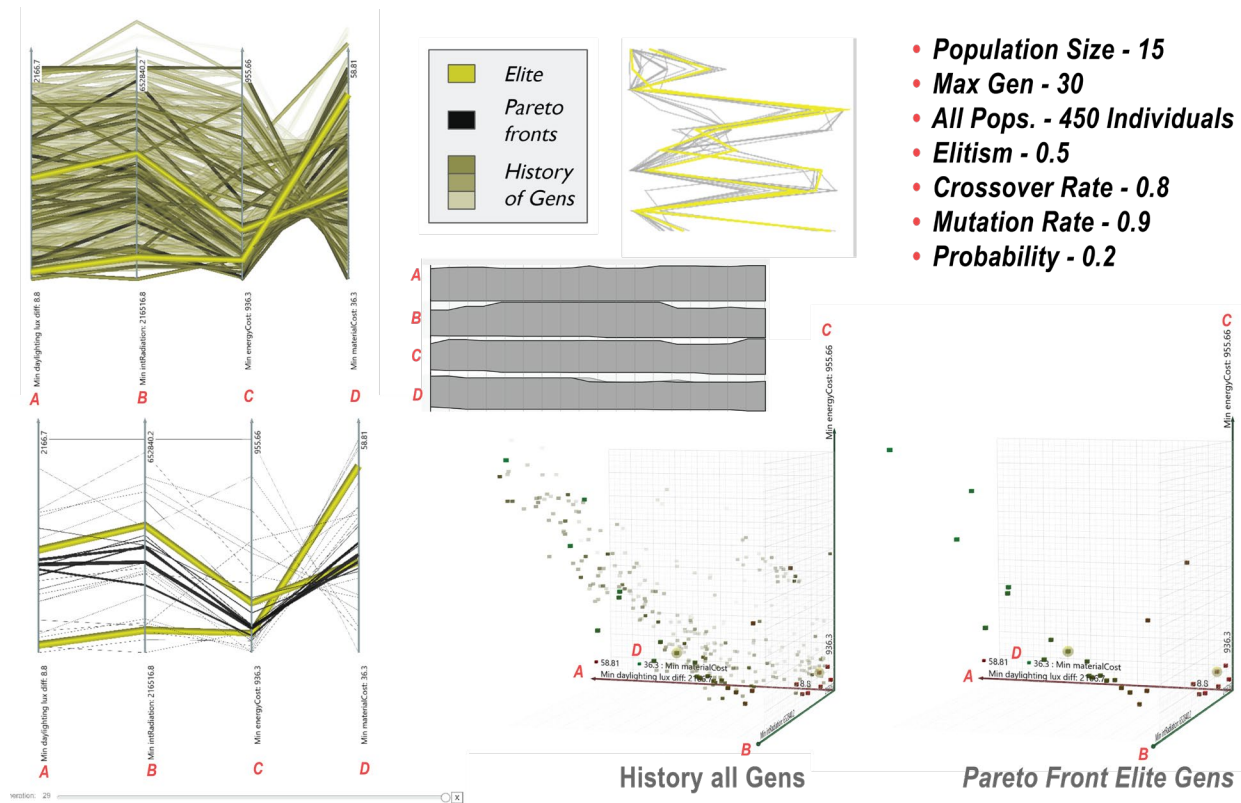 2166.7
652840.2
955.66
58.81
Min daylighting lux diff: 8.8
Min intRadiation: 216516.8
Min energyCost: 936.3
Min materialCost: 36.3
A
B
C
D
Elite
Pareto
fronts
History
of Gens
• Population Size - 15
• Max Gen - 30
• All Pops. - 450 Individuals
• Elitism - 0.5
• Crossover Rate - 0.8
• Mutation Rate - 0.9
• Probability - 0.2
A
B
C
D
2166.7
652840.2
955.66
58.81
Min daylighting lux diff: 8.8
Min intRadiation: 216516.8
Min energyCost: 936.3
Min materialCost: 36.3
A
B
C
D
29
x
C
Min energyCost: 955.66
936.3
D
A
58.81
36.3 : Min materialCost
Min daylighting lux diff: 2166.7
8.8
B
History all Gens
C
Min energyCost: 955.66
936.3
D
A
58.81
36.3 : Min materialCost
Min daylighting lux diff: 2166.7
8.8
B
Pareto Front Elite Gens